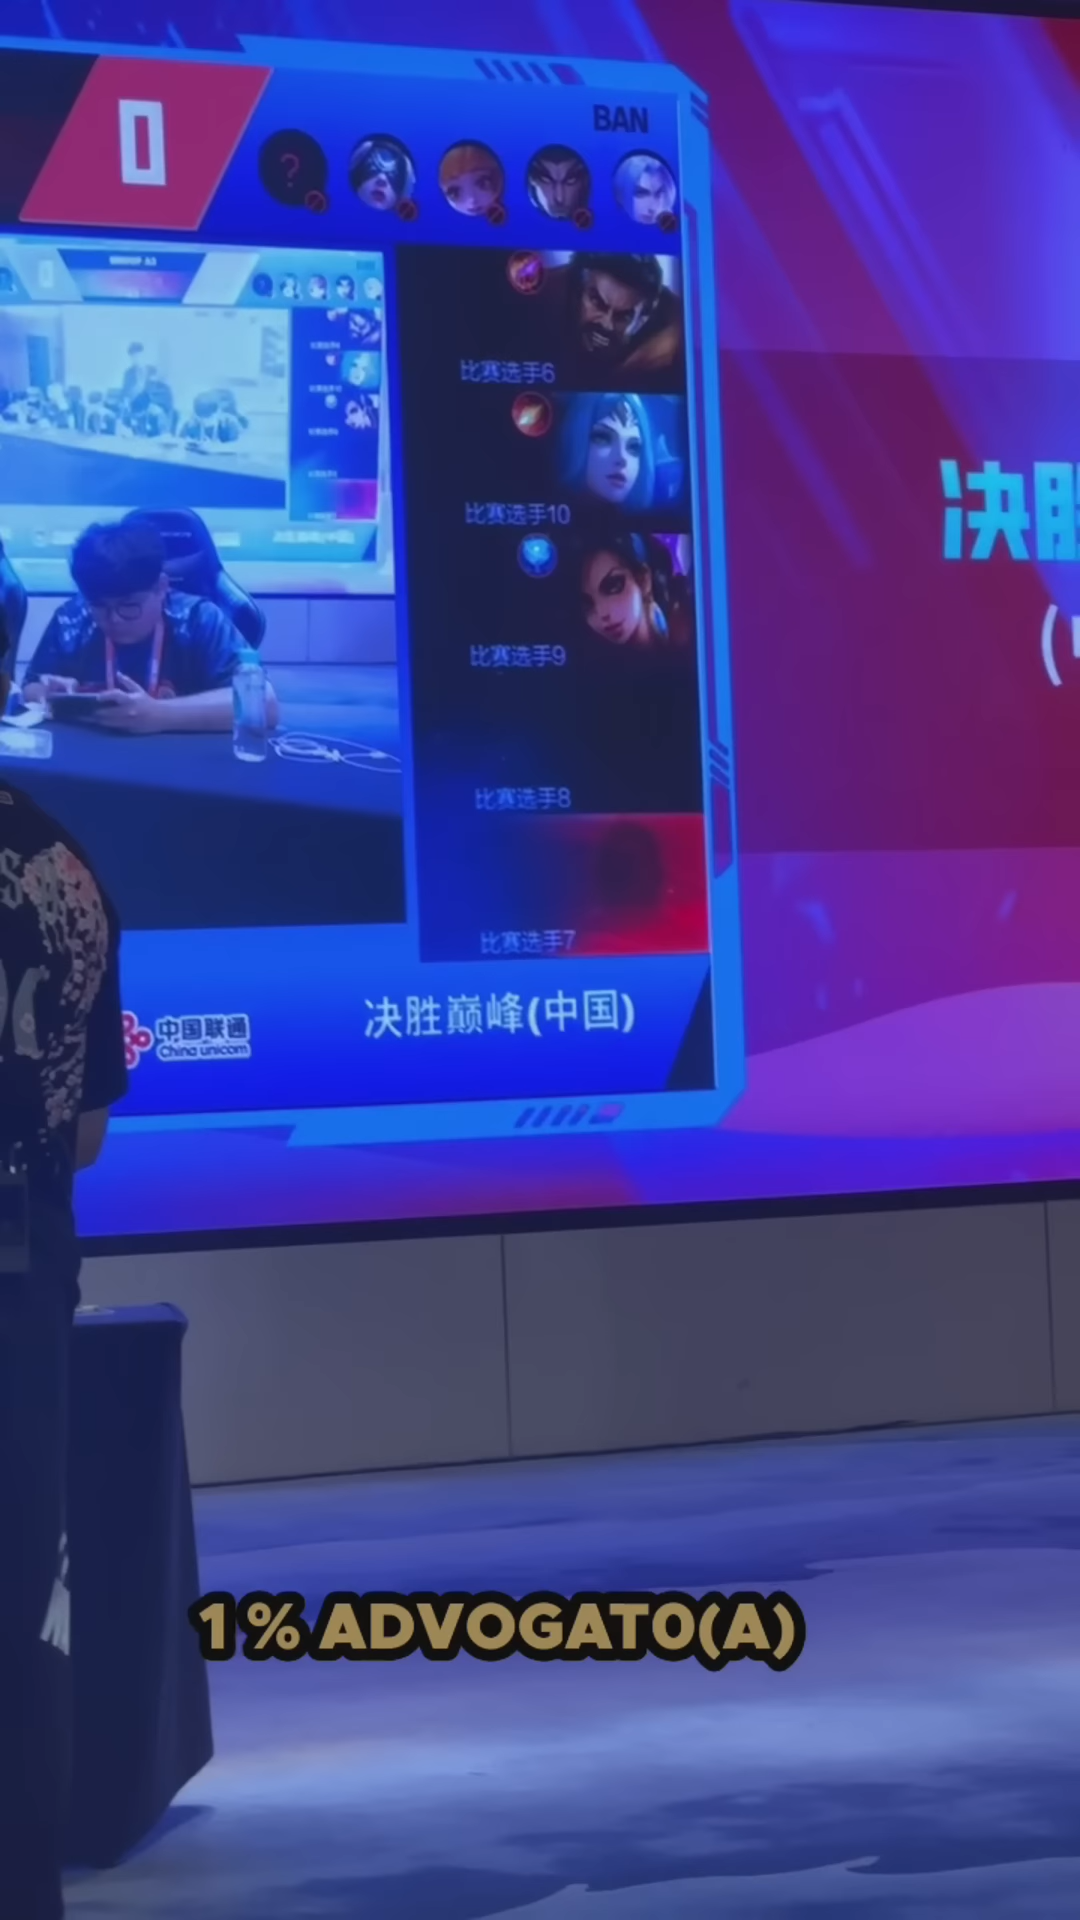 0
BAN
?
比赛选手6
比赛选手10
比赛选手9
比赛选手8
比赛选手7
决胜巅峰(中国)
中国联通
China unicom
决胜
1% ADVOGATO(A)